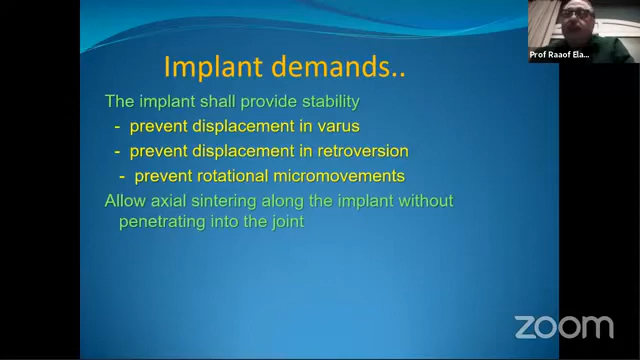 Implant demands..
The implant shall provide stability
- prevent displacement in varus
- prevent displacement in retroversion
- prevent rotational micromovements
Allow axial sintering along the implant without
penetrating into the joint
Prof Raaof Ela...
zoom